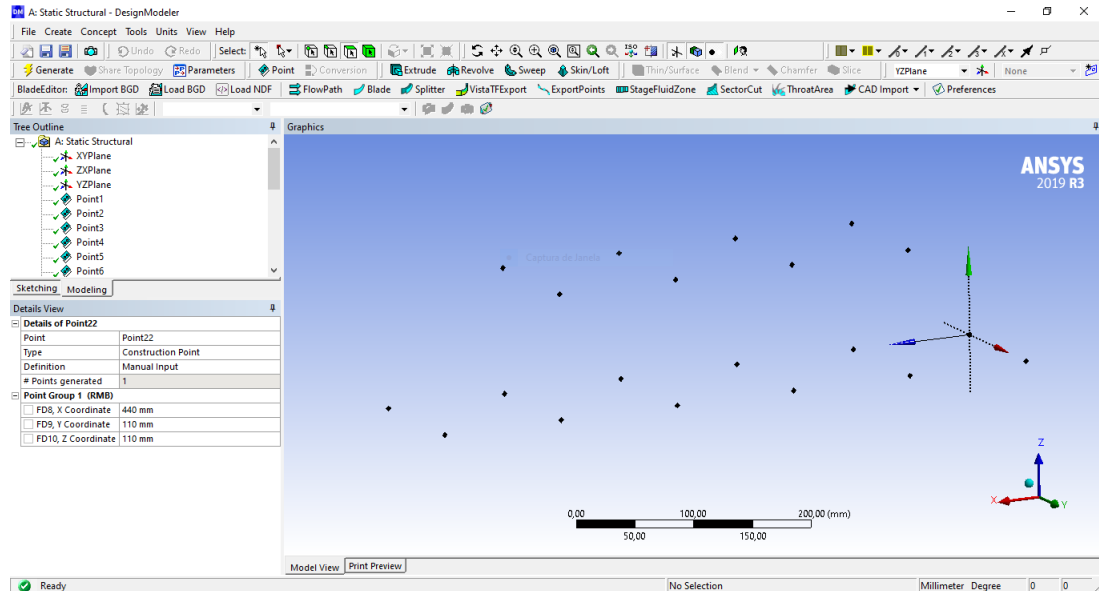 DM A: Static Structural - DesignModeler
File Create Concept Tools Units View Help
Undo Redo Select: ISO
Generate Share Topology Parameters Point Conversion Extrude Revolve Sweep Skin/Loft Thin/Surface Blend Chamfer Slice YZPlane None
BladeEditor: Import BGD Load BGD Load NDF FlowPath Blade Splitter VistaTFExport ExportPoints StageFluidZone SectorCut ThroatArea CAD Import Preferences
Tree Outline
A: Static Structural
XYPlane
ZXPlane
YZPlane
Point1
Point2
Point3
Point4
Point5
Point6
Sketching Modeling
Details View
Details of Point22
Point Point22
Type Construction Point
Definition Manual Input
# Points generated 1
Point Group 1 (RMB)
FD8, X Coordinate 440 mm
FD9, Y Coordinate 110 mm
FD10, Z Coordinate 110 mm
Graphics
ANSYS
2019 R3
Captura de Janela
Z
X
Y
0,00 100,00 200,00 (mm)
50,00 150,00
Model View Print Preview
Ready No Selection Millimeter Degree 0 0